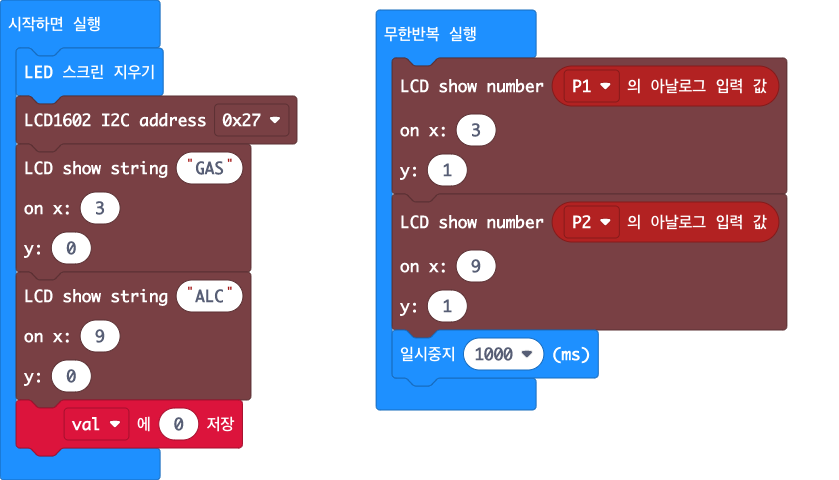 시작하면 실행
LED 스크린 지우기
LCD1602 I2C address 0x27
LCD show string "GAS"
on x: 3
y: 0
LCD show string "ALC"
on x: 9
y: 0
val 에 0 저장
무한반복 실행
LCD show number P1 의 아날로그 입력 값
on x: 3
y: 1
LCD show number P2 의 아날로그 입력 값
on x: 9
y: 1
일시중지 1000 (ms)